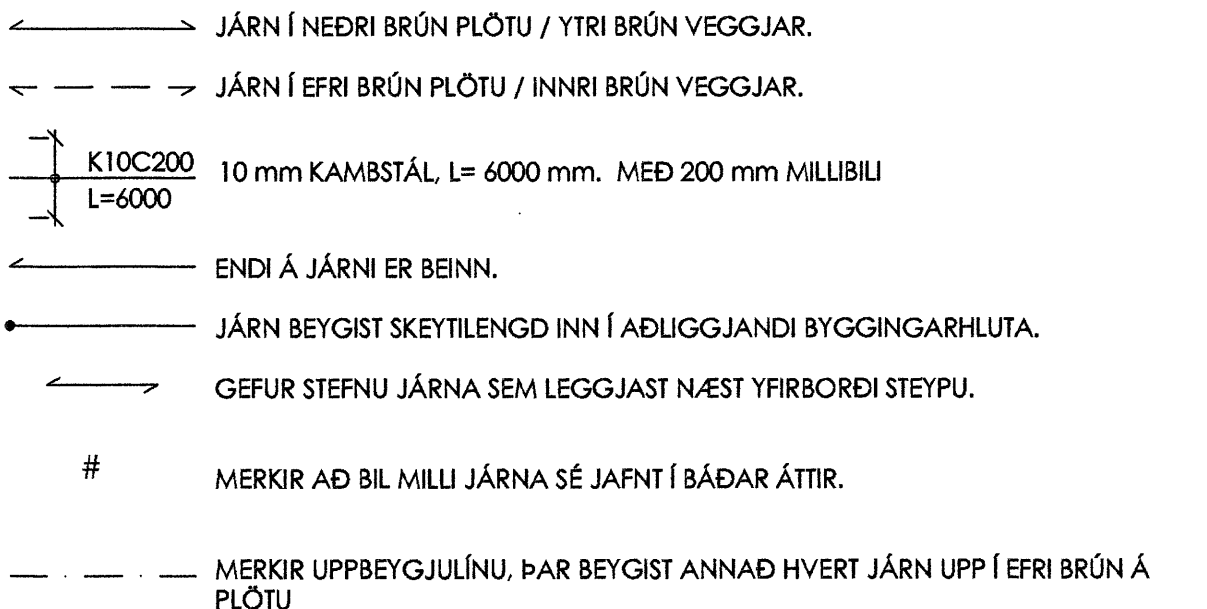 JÁRN Í NEÐRI BRÚN PLÖTU / YTRI BRÚN VEGGJAR.
JÁRN Í EFRI BRÚN PLÖTU / INNRI BRÚN VEGGJAR.
K10C200
L=6000
10 mm KAMBSTÁL, L= 6000 mm. MEÐ 200 mm MILLIBILI
ENDI Á JÁRNI ER BEINN.
JÁRN BEYGIST SKEYTILENGD INN Í AÐLIGGJANDI BYGGINGARHLUTA.
GEFUR STEFNU JÁRNA SEM LEGGJAST NÆST YFIRBORÐI STEYPU.
# MERKIR AÐ BIL MILLI JÁRNA SÉ JAFNT Í BÁÐAR ÁTTIR.
MERKIR UPPBEYGJULÍNU, ÞAR BEYGIST ANNAÐ HVERT JÁRN UPP Í EFRI BRÚN Á
PLÖTU